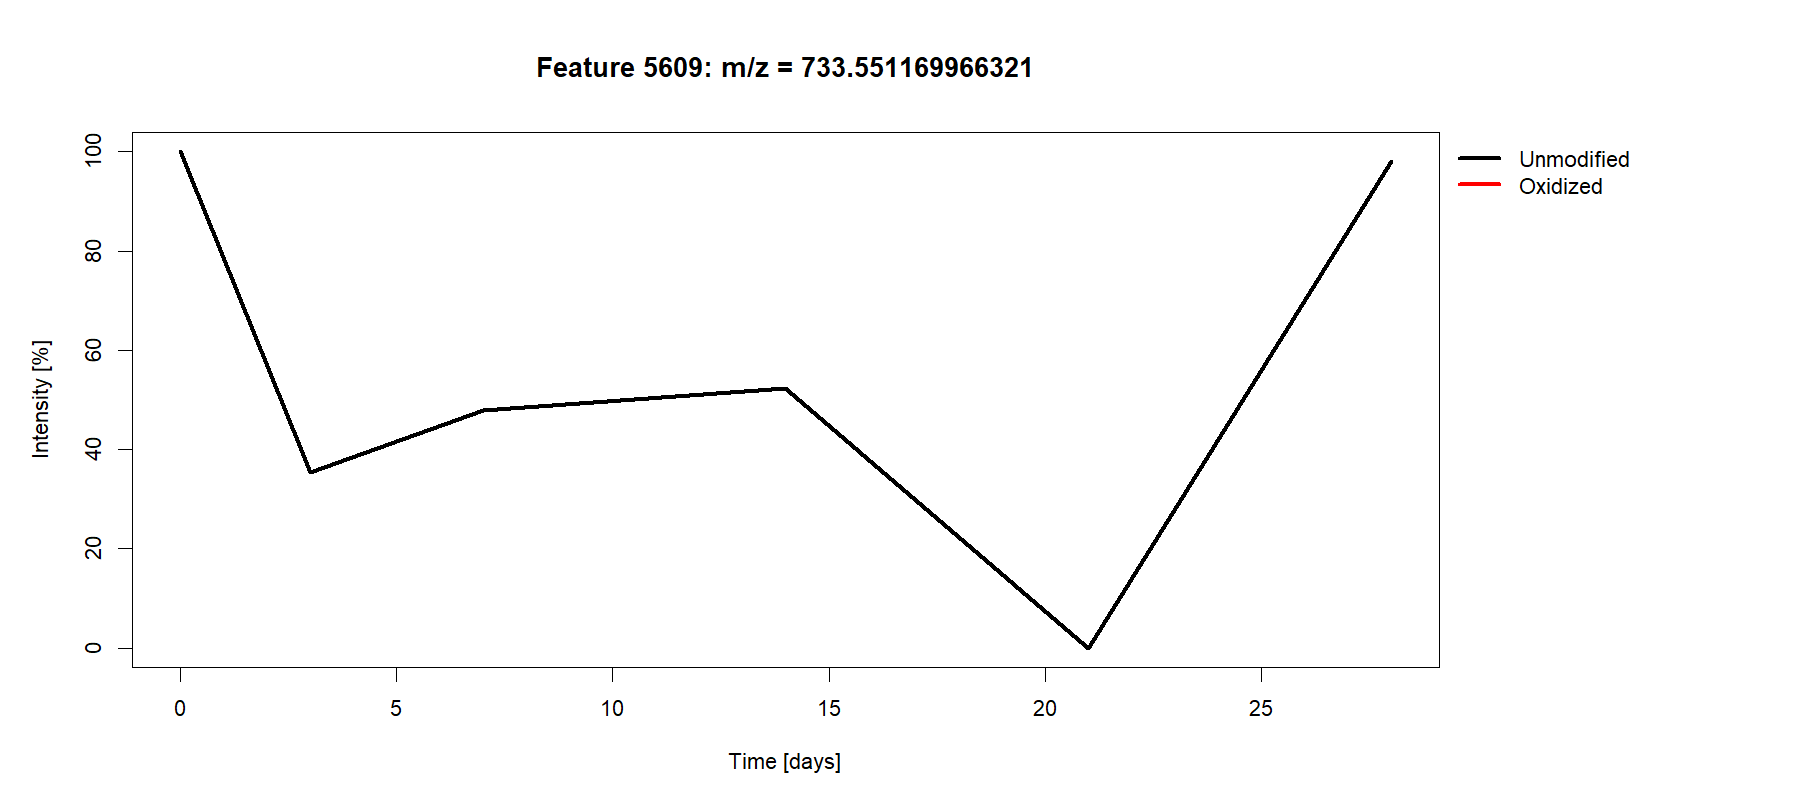 Feature 5609: m/z = 733.551169966321
Unmodified
Oxidized
Intensity [%]
100
80
60
40
20
0
0 5 10 15 20 25
Time [days]